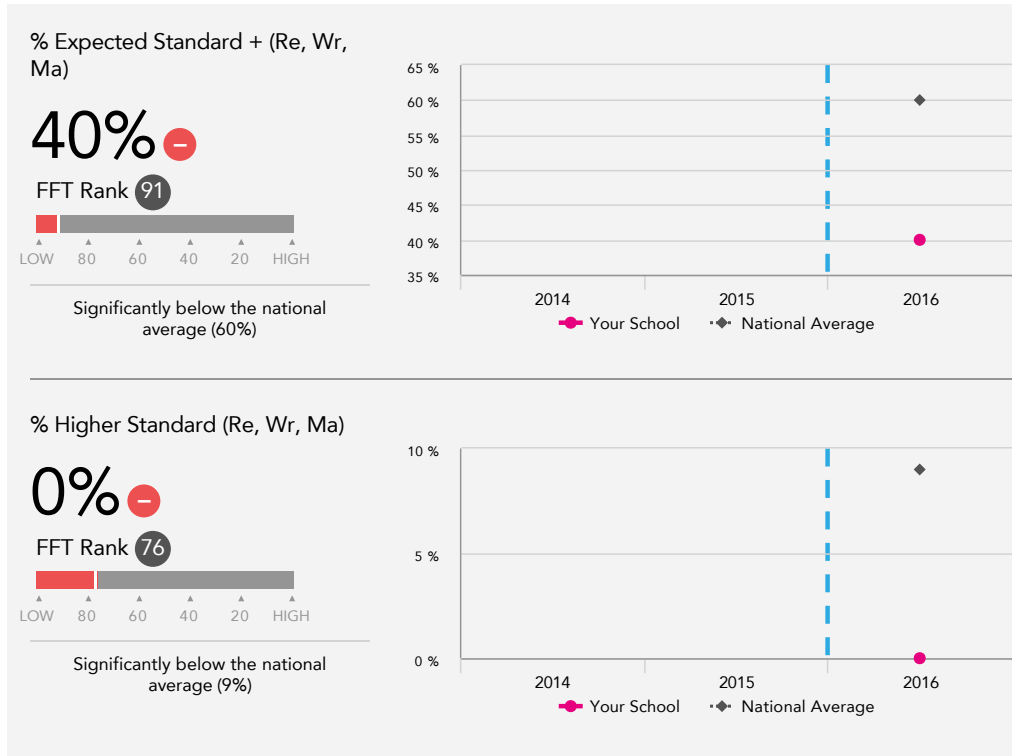 % Expected Standard + (Re, Wr,
Ma)
40% –
FFT Rank 91
LOW 80 60 40 20 HIGH
Significantly below the national
average (60%)
65 %
60 %
55 %
50 %
45 %
40 %
35 %
2014 2015 2016
Your School National Average
% Higher Standard (Re, Wr, Ma)
0% –
FFT Rank 76
LOW 80 60 40 20 HIGH
Significantly below the national
average (9%)
10 %
5 %
0 %
2014 2015 2016
Your School National Average